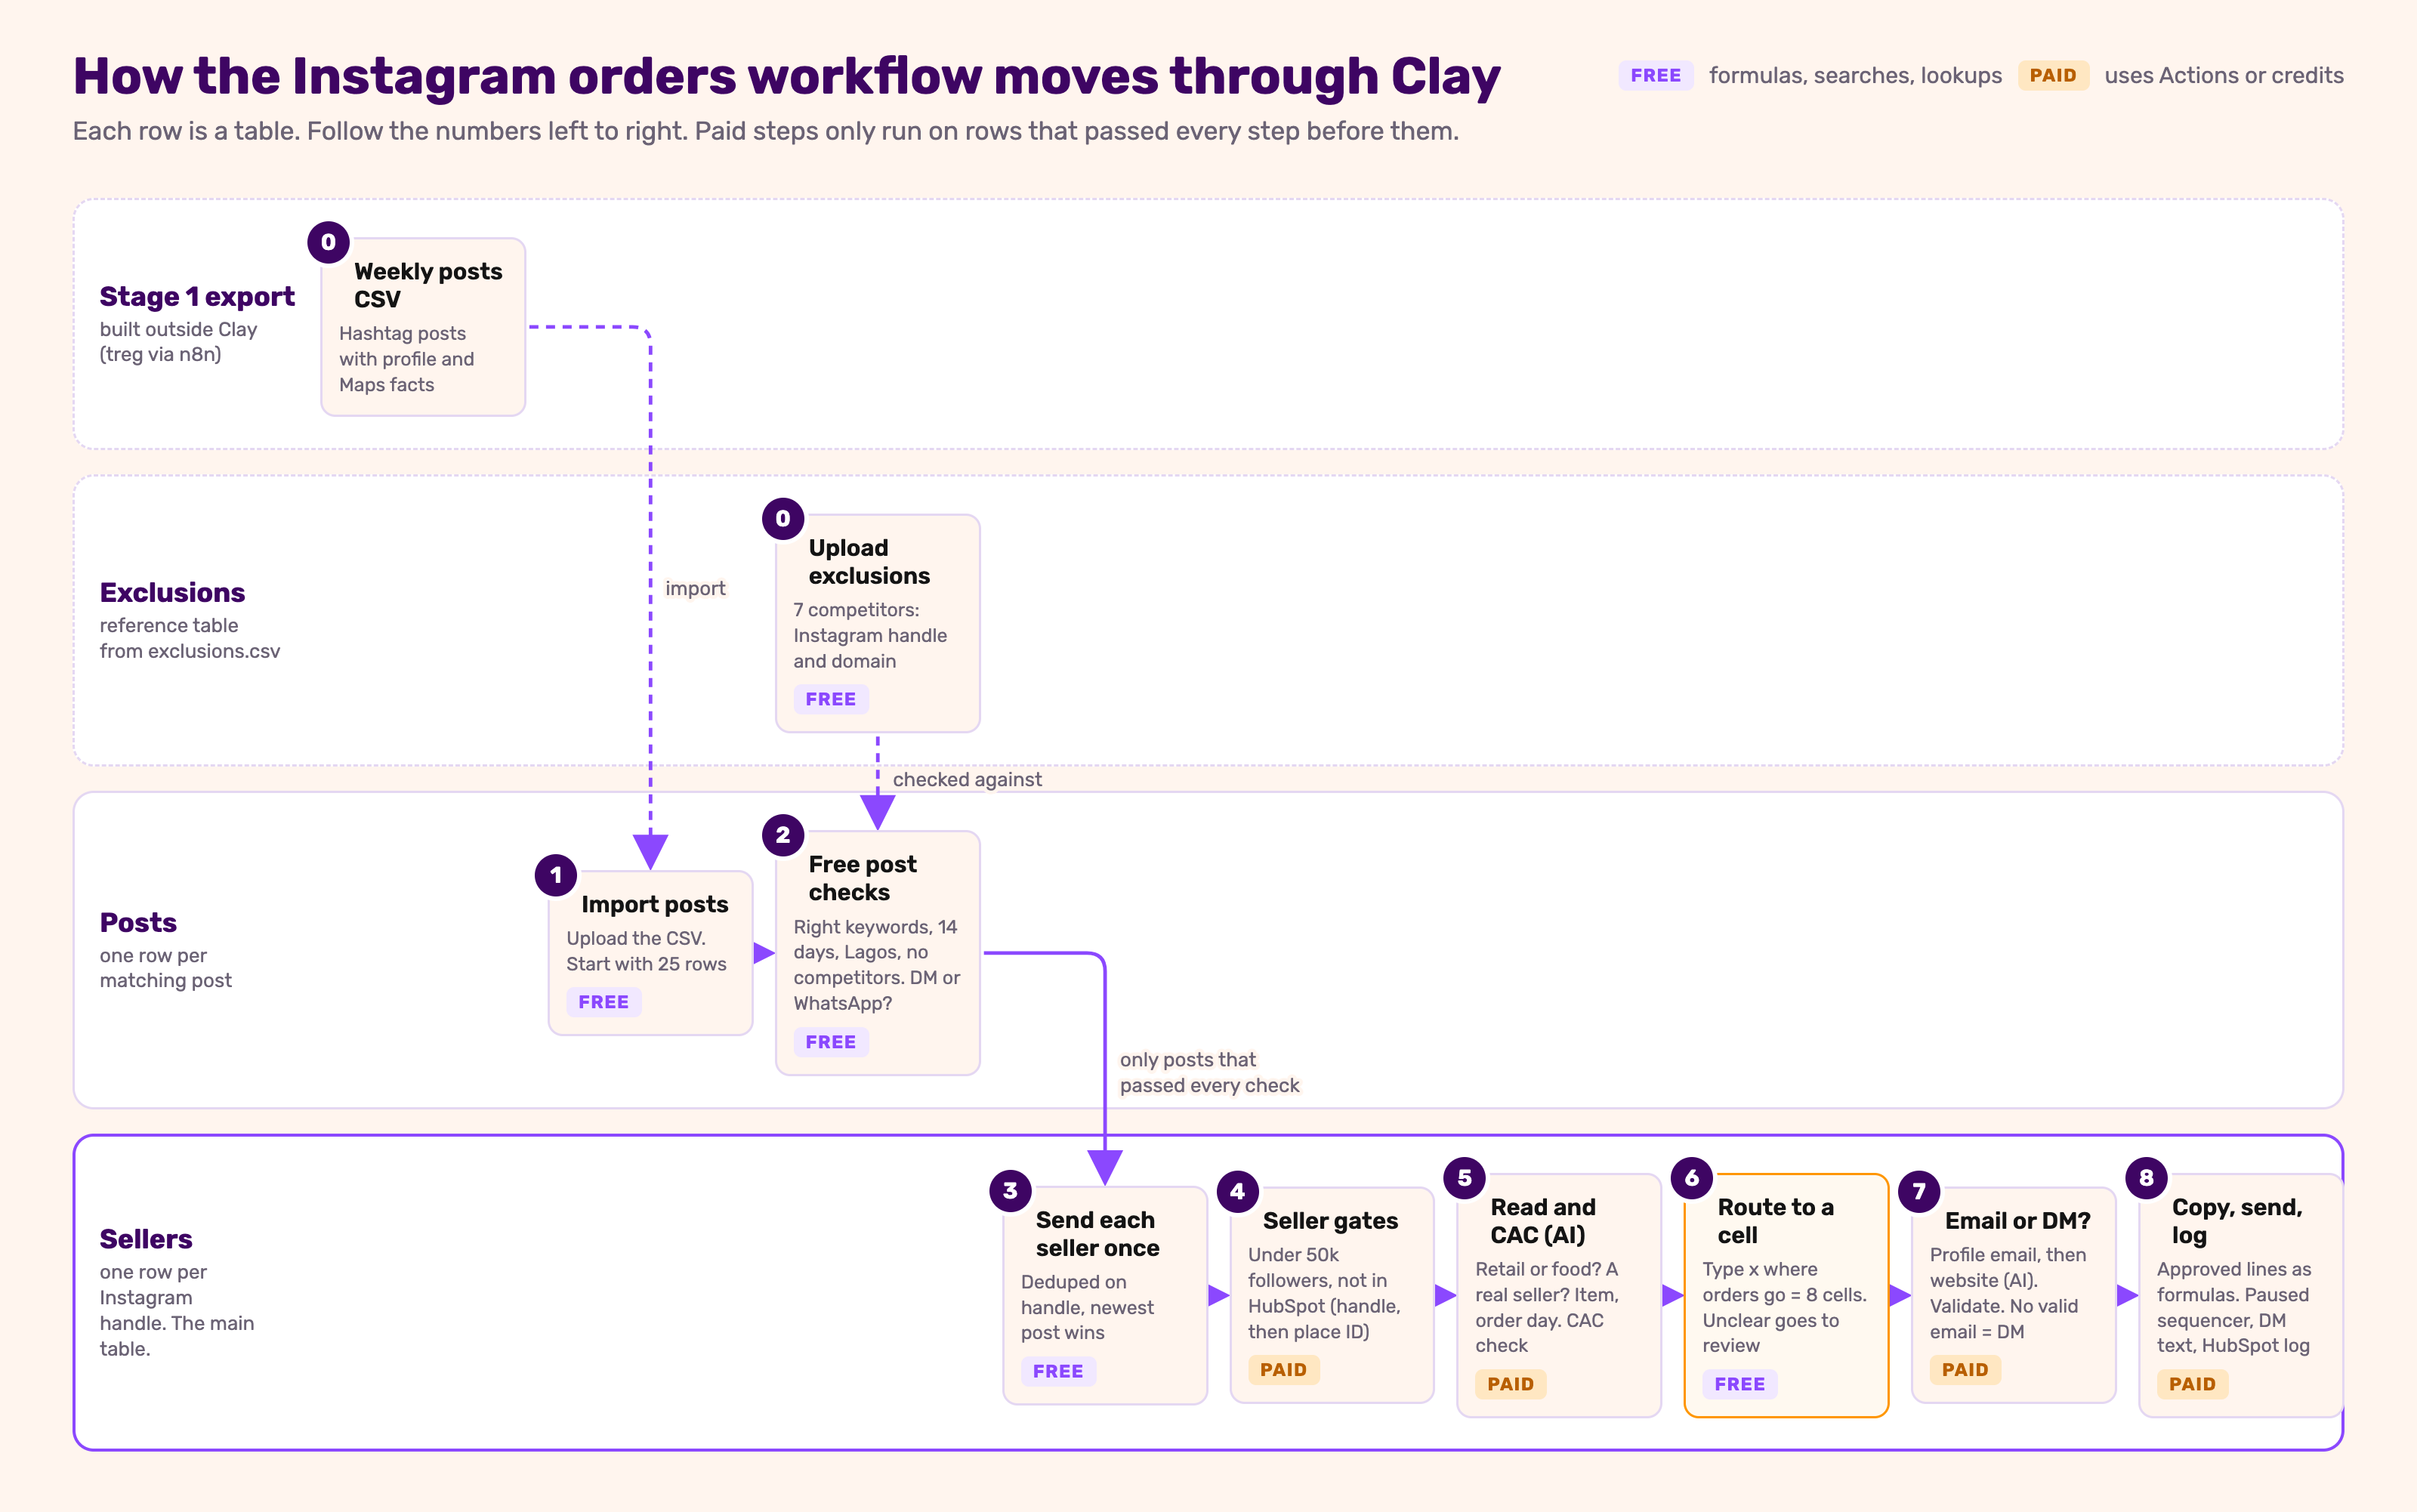 How the Instagram orders workflow moves through Clay
FREE formulas, searches, lookups PAID uses Actions or credits
Each row is a table. Follow the numbers left to right. Paid steps only run on rows that passed every step before them.
Stage 1 export
built outside Clay
(treg via n8n)
0
Weekly posts
CSV
Hashtag posts
with profile and
Maps facts
import
Exclusions
reference table
from exclusions.csv
0
Upload
exclusions
7 competitors:
Instagram handle
and domain
FREE
checked against
Posts
one row per
matching post
1
Import posts
Upload the CSV.
Start with 25 rows
FREE
2
Free post
checks
Right keywords, 14
days, Lagos, no
competitors. DM or
WhatsApp?
FREE
only posts that
passed every check
Sellers
one row per
Instagram
handle. The main
table.
3
Send each
seller once
Deduped on
handle, newest
post wins
FREE
4
Seller gates
Under 50k
followers, not in
HubSpot (handle,
then place ID)
PAID
5
Read and
CAC (AI)
Retail or food? A
real seller? Item,
order day. CAC
check
PAID
6
Route to a
cell
Type x where
orders go = 8 cells.
Unclear goes to
review
FREE
7
Email or DM?
Profile email, then
website (AI).
Validate. No valid
email = DM
PAID
8
Copy, send,
log
Approved lines as
formulas. Paused
sequencer, DM
text, HubSpot log
PAID